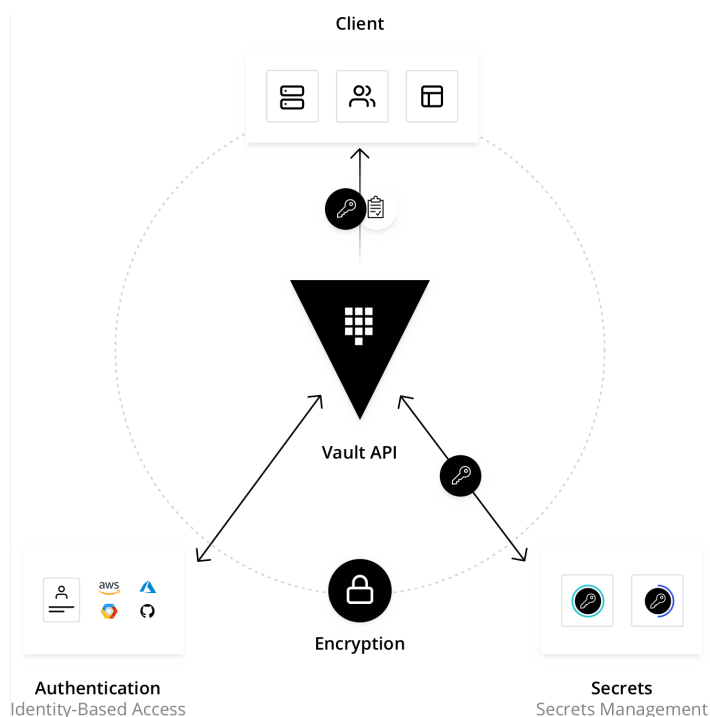 Client
Vault API
aws
Encryption
Authentication
Identity-Based Access
Secrets
Secrets Management